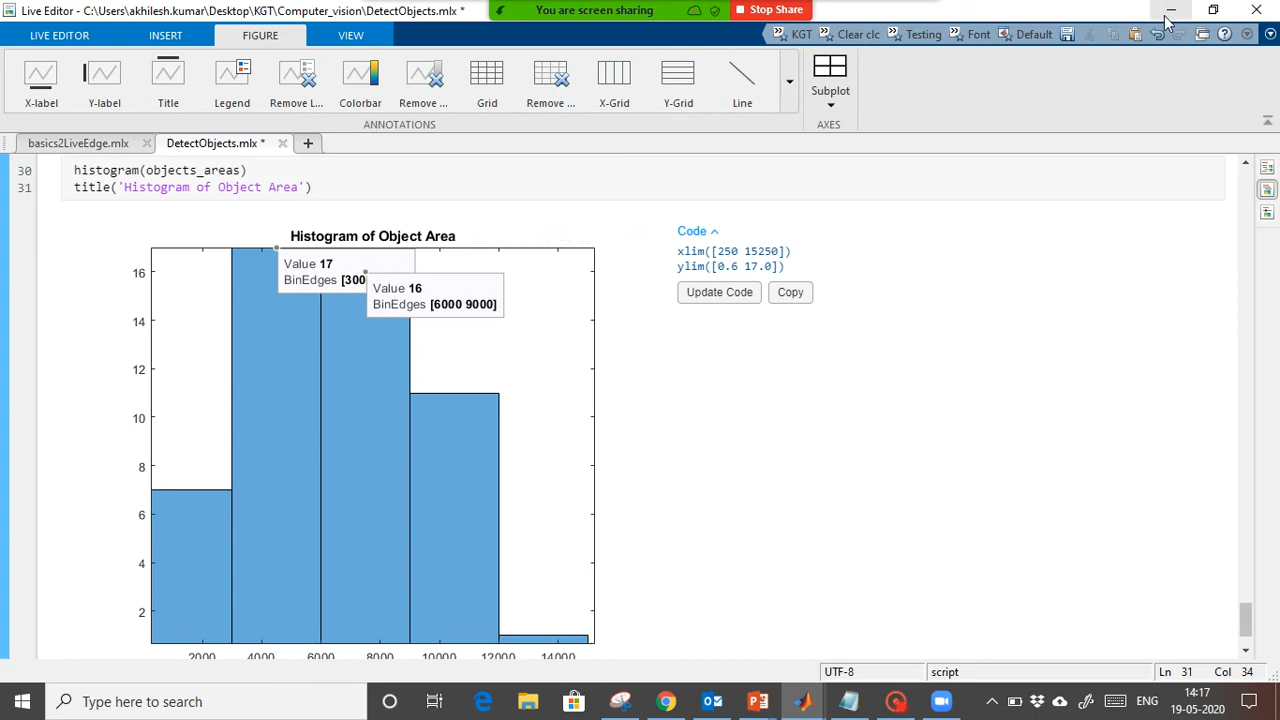 Live Editor - C:\Users\akhilesh.kumar\Desktop\KGT\Computer_vision\DetectObjects.mlx *
You are screen sharing
Stop Share
LIVE EDITOR
INSERT
FIGURE
VIEW
KGT
Clear clc
Testing
Font
Default
X-label
Y-label
Title
Legend
Remove L...
Colorbar
Remove ...
Grid
Remove ...
X-Grid
Y-Grid
Line
Subplot
ANNOTATIONS
AXES
basics2LiveEdge.mlx
DetectObjects.mlx *
30 histogram(objects_areas)
31 title('Histogram of Object Area')
Histogram of Object Area
Value 17
BinEdges [300
Value 16
BinEdges [6000 9000]
16
14
12
10
8
6
4
2
2000 4000 6000 8000 10000 12000 14000
Code
xlim([250 15250])
ylim([0.6 17.0])
Update Code
Copy
UTF-8
script
Ln 31 Col 34
Type here to search
ENG
14:17
19-05-2020